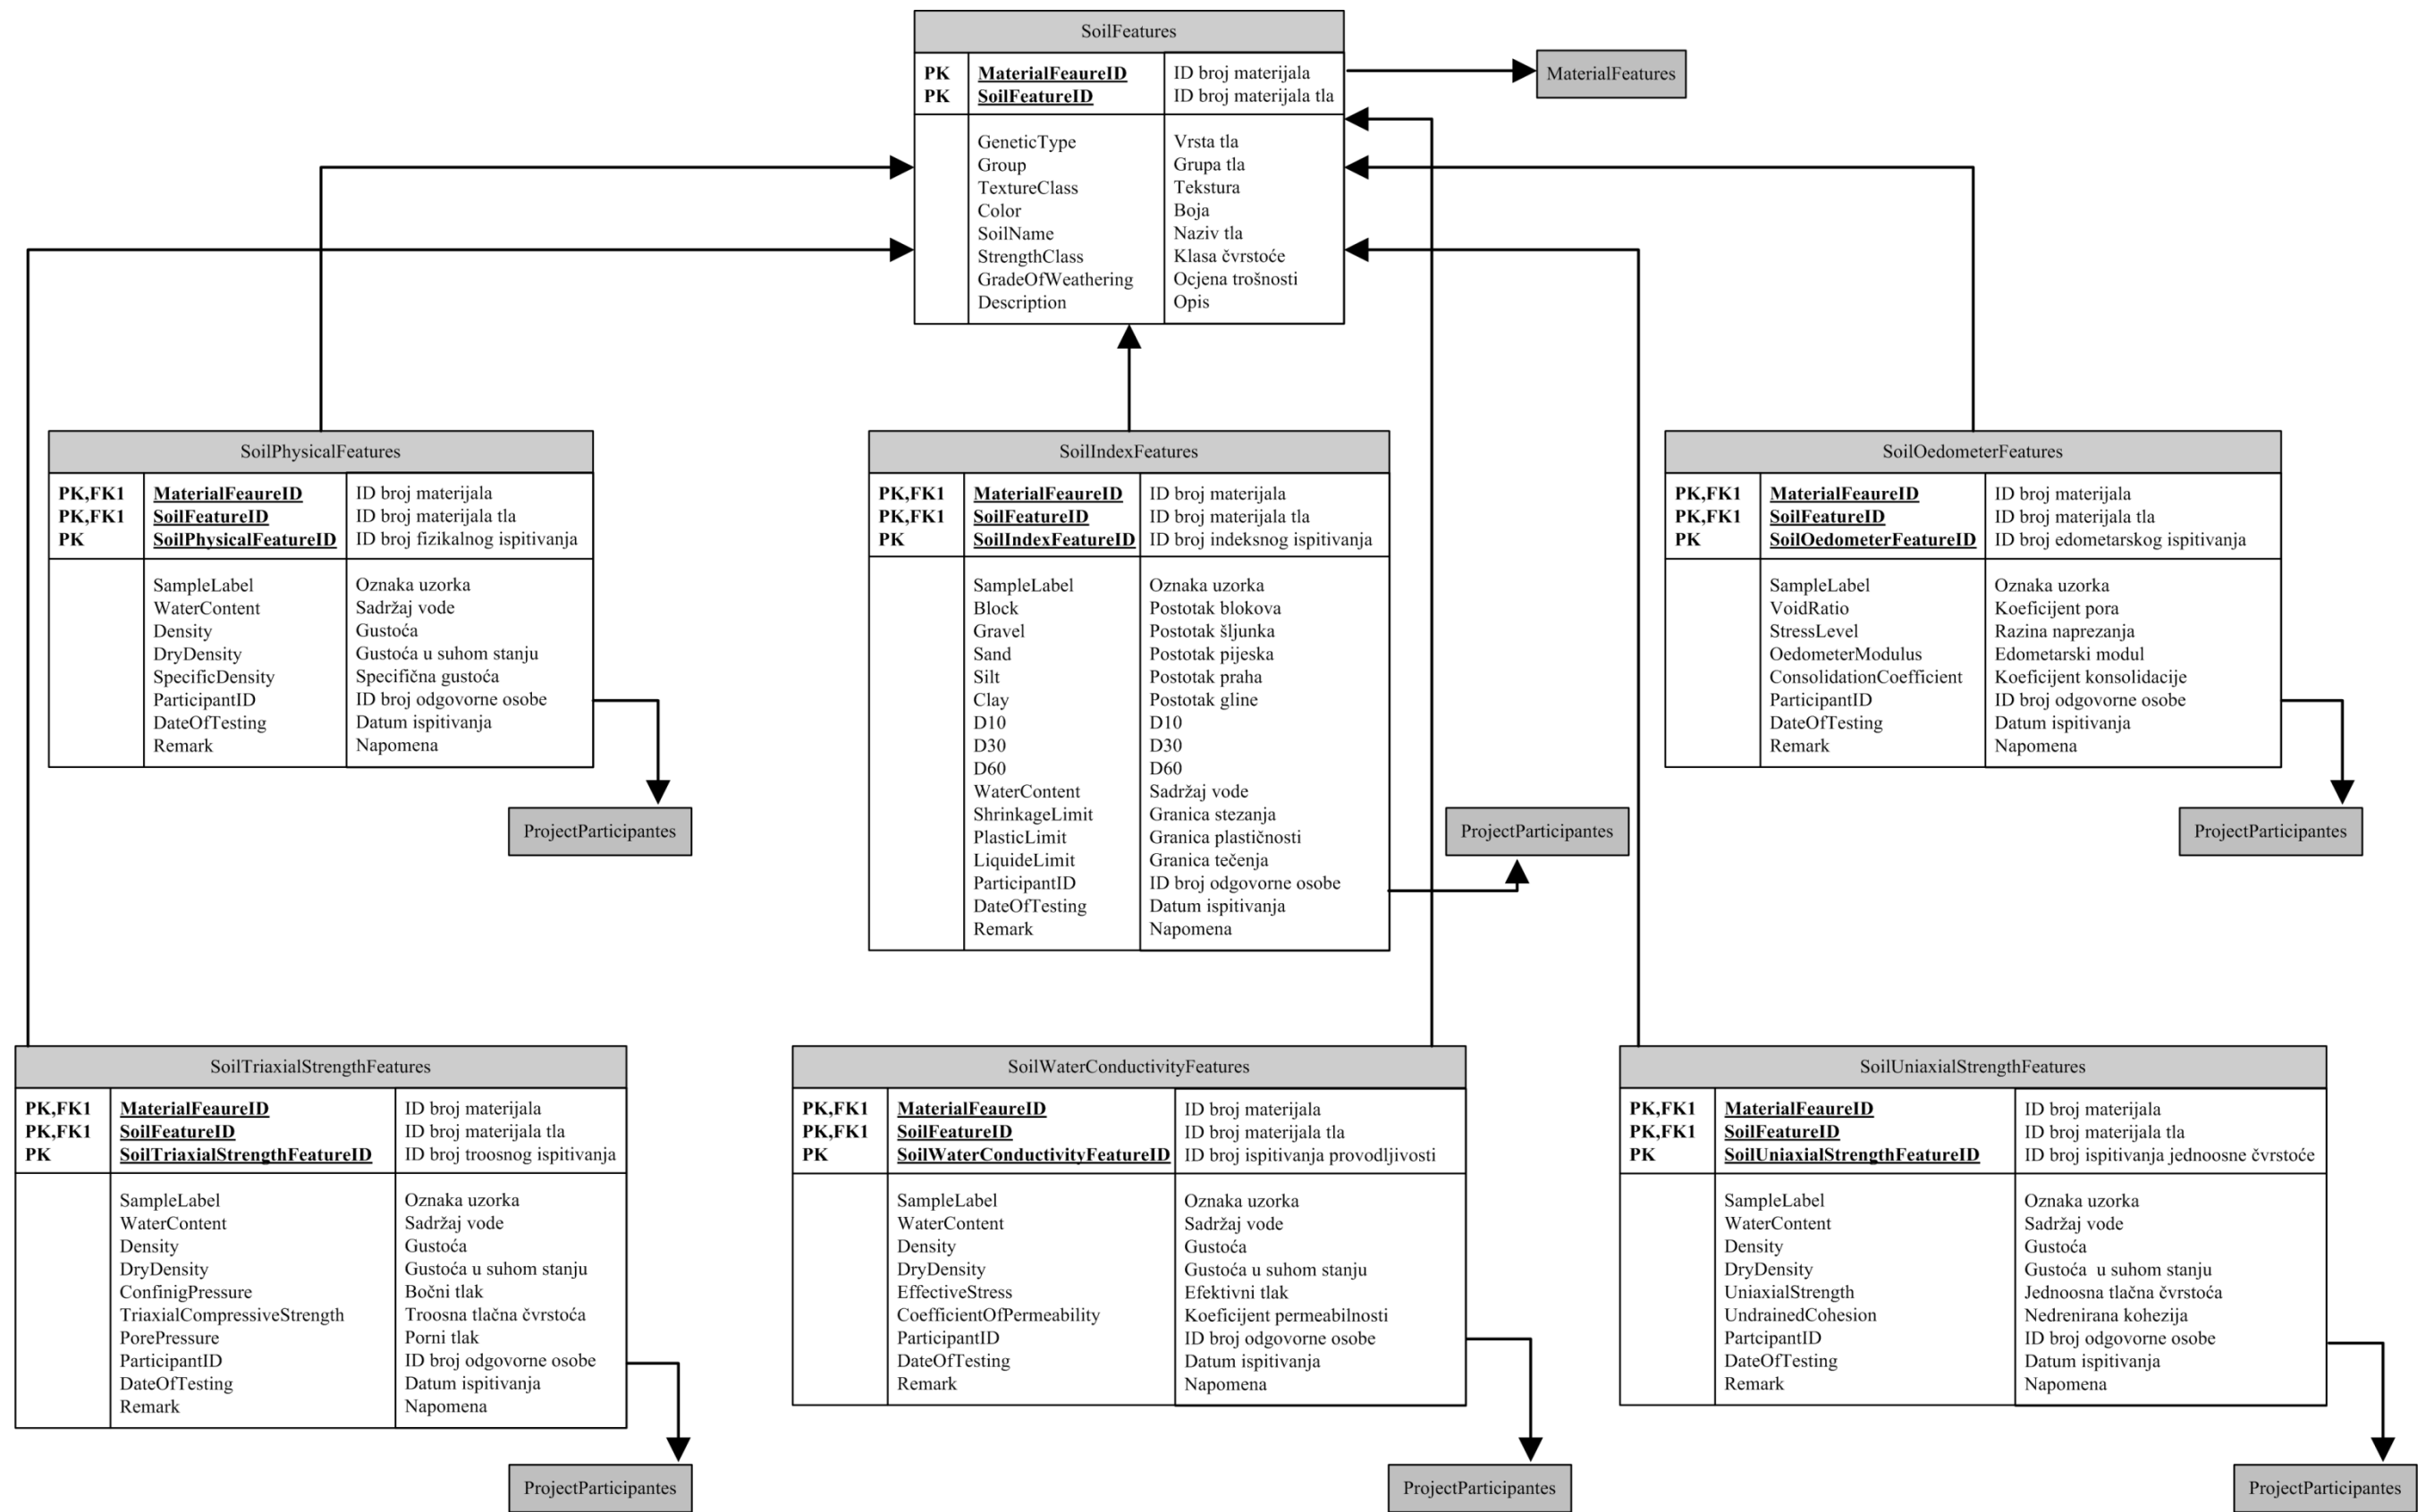 SoilFeatures
PK MaterialFeaureID ID broj materijala
PK SoilFeatureID ID broj materijala tla
GeneticType Vrsta tla
Group Grupa tla
TextureClass Tekstura
Color Boja
SoilName Naziv tla
StrengthClass Klasa čvrstoće
GradeOfWeathering Ocjena trošnosti
Description Opis
MaterialFeatures
SoilPhysicalFeatures
PK,FK1 MaterialFeaureID ID broj materijala
PK,FK1 SoilFeatureID ID broj materijala tla
PK SoilPhysicalFeatureID ID broj fizikalnog ispitivanja
SampleLabel Oznaka uzorka
WaterContent Sadržaj vode
Density Gustoća
DryDensity Gustoća u suhom stanju
SpecificDensity Specifična gustoća
ParticipantID ID broj odgovorne osobe
DateOfTesting Datum ispitivanja
Remark Napomena
ProjectParticipantes
SoilIndexFeatures
PK,FK1 MaterialFeaureID ID broj materijala
PK,FK1 SoilFeatureID ID broj materijala tla
PK SoilIndexFeatureID ID broj indeksnog ispitivanja
SampleLabel Oznaka uzorka
Block Postotak blokova
Gravel Postotak šljunka
Sand Postotak pijeska
Silt Postotak praha
Clay Postotak gline
D10 D10
D30 D30
D60 D60
WaterContent Sadržaj vode
ShrinkageLimit Granica stezanja
PlasticLimit Granica plastičnosti
LiquideLimit Granica tečenja
ParticipantID ID broj odgovorne osobe
DateOfTesting Datum ispitivanja
Remark Napomena
ProjectParticipantes
SoilOedometerFeatures
PK,FK1 MaterialFeaureID ID broj materijala
PK,FK1 SoilFeatureID ID broj materijala tla
PK SoilOedometerFeatureID ID broj edometarskog ispitivanja
SampleLabel Oznaka uzorka
VoidRatio Koeficijent pora
StressLevel Razina naprezanja
OedometerModulus Edometarski modul
ConsolidationCoefficient Koeficijent konsolidacije
ParticipantID ID broj odgovorne osobe
DateOfTesting Datum ispitivanja
Remark Napomena
ProjectParticipantes
SoilTriaxialStrengthFeatures
PK,FK1 MaterialFeaureID ID broj materijala
PK,FK1 SoilFeatureID ID broj materijala tla
PK SoilTriaxialStrengthFeatureID ID broj troosnog ispitivanja
SampleLabel Oznaka uzorka
WaterContent Sadržaj vode
Density Gustoća
DryDensity Gustoća u suhom stanju
ConfinigPressure Bočni tlak
TriaxialCompressiveStrength Troosna tlačna čvrstoća
PorePressure Porni tlak
ParticipantID ID broj odgovorne osobe
DateOfTesting Datum ispitivanja
Remark Napomena
ProjectParticipantes
SoilWaterConductivityFeatures
PK,FK1 MaterialFeaureID ID broj materijala
PK,FK1 SoilFeatureID ID broj materijala tla
PK SoilWaterConductivityFeatureID ID broj ispitivanja provodljivosti
SampleLabel Oznaka uzorka
WaterContent Sadržaj vode
Density Gustoća
DryDensity Gustoća u suhom stanju
EffectiveStress Efektivni tlak
CoefficientOfPermeability Koeficijent permeabilnosti
ParticipantID ID broj odgovorne osobe
DateOfTesting Datum ispitivanja
Remark Napomena
ProjectParticipantes
SoilUniaxialStrengthFeatures
PK,FK1 MaterialFeaureID ID broj materijala
PK,FK1 SoilFeatureID ID broj materijala tla
PK SoilUniaxialStrengthFeatureID ID broj ispitivanja jednoosne čvrstoće
SampleLabel Oznaka uzorka
WaterContent Sadržaj vode
Density Gustoća
DryDensity Gustoća u suhom stanju
UniaxialStrength Jednoosna tlačna čvrstoća
UndrainedCohesion Nedrenirana kohezija
PartcipantID ID broj odgovorne osobe
DateOfTesting Datum ispitivanja
Remark Napomena
ProjectParticipantes